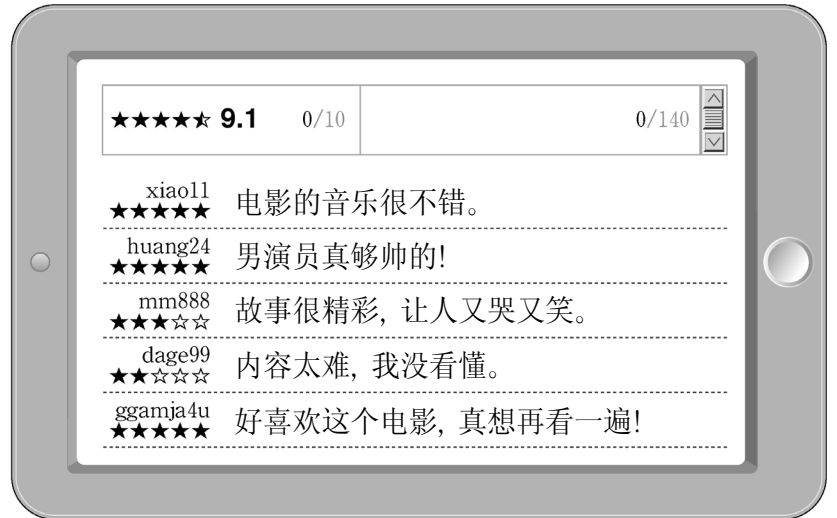 ★★★★⯪ 9.1 0/10 0/140
xiao11
★★★★★ 电影的音乐很不错。
huang24
★★★★★ 男演员真够帅的!
mm888
★★★☆☆ 故事很精彩, 让人又哭又笑。
dage99
★★☆☆☆ 内容太难, 我没看懂。
ggamja4u
★★★★★ 好喜欢这个电影, 真想再看一遍!